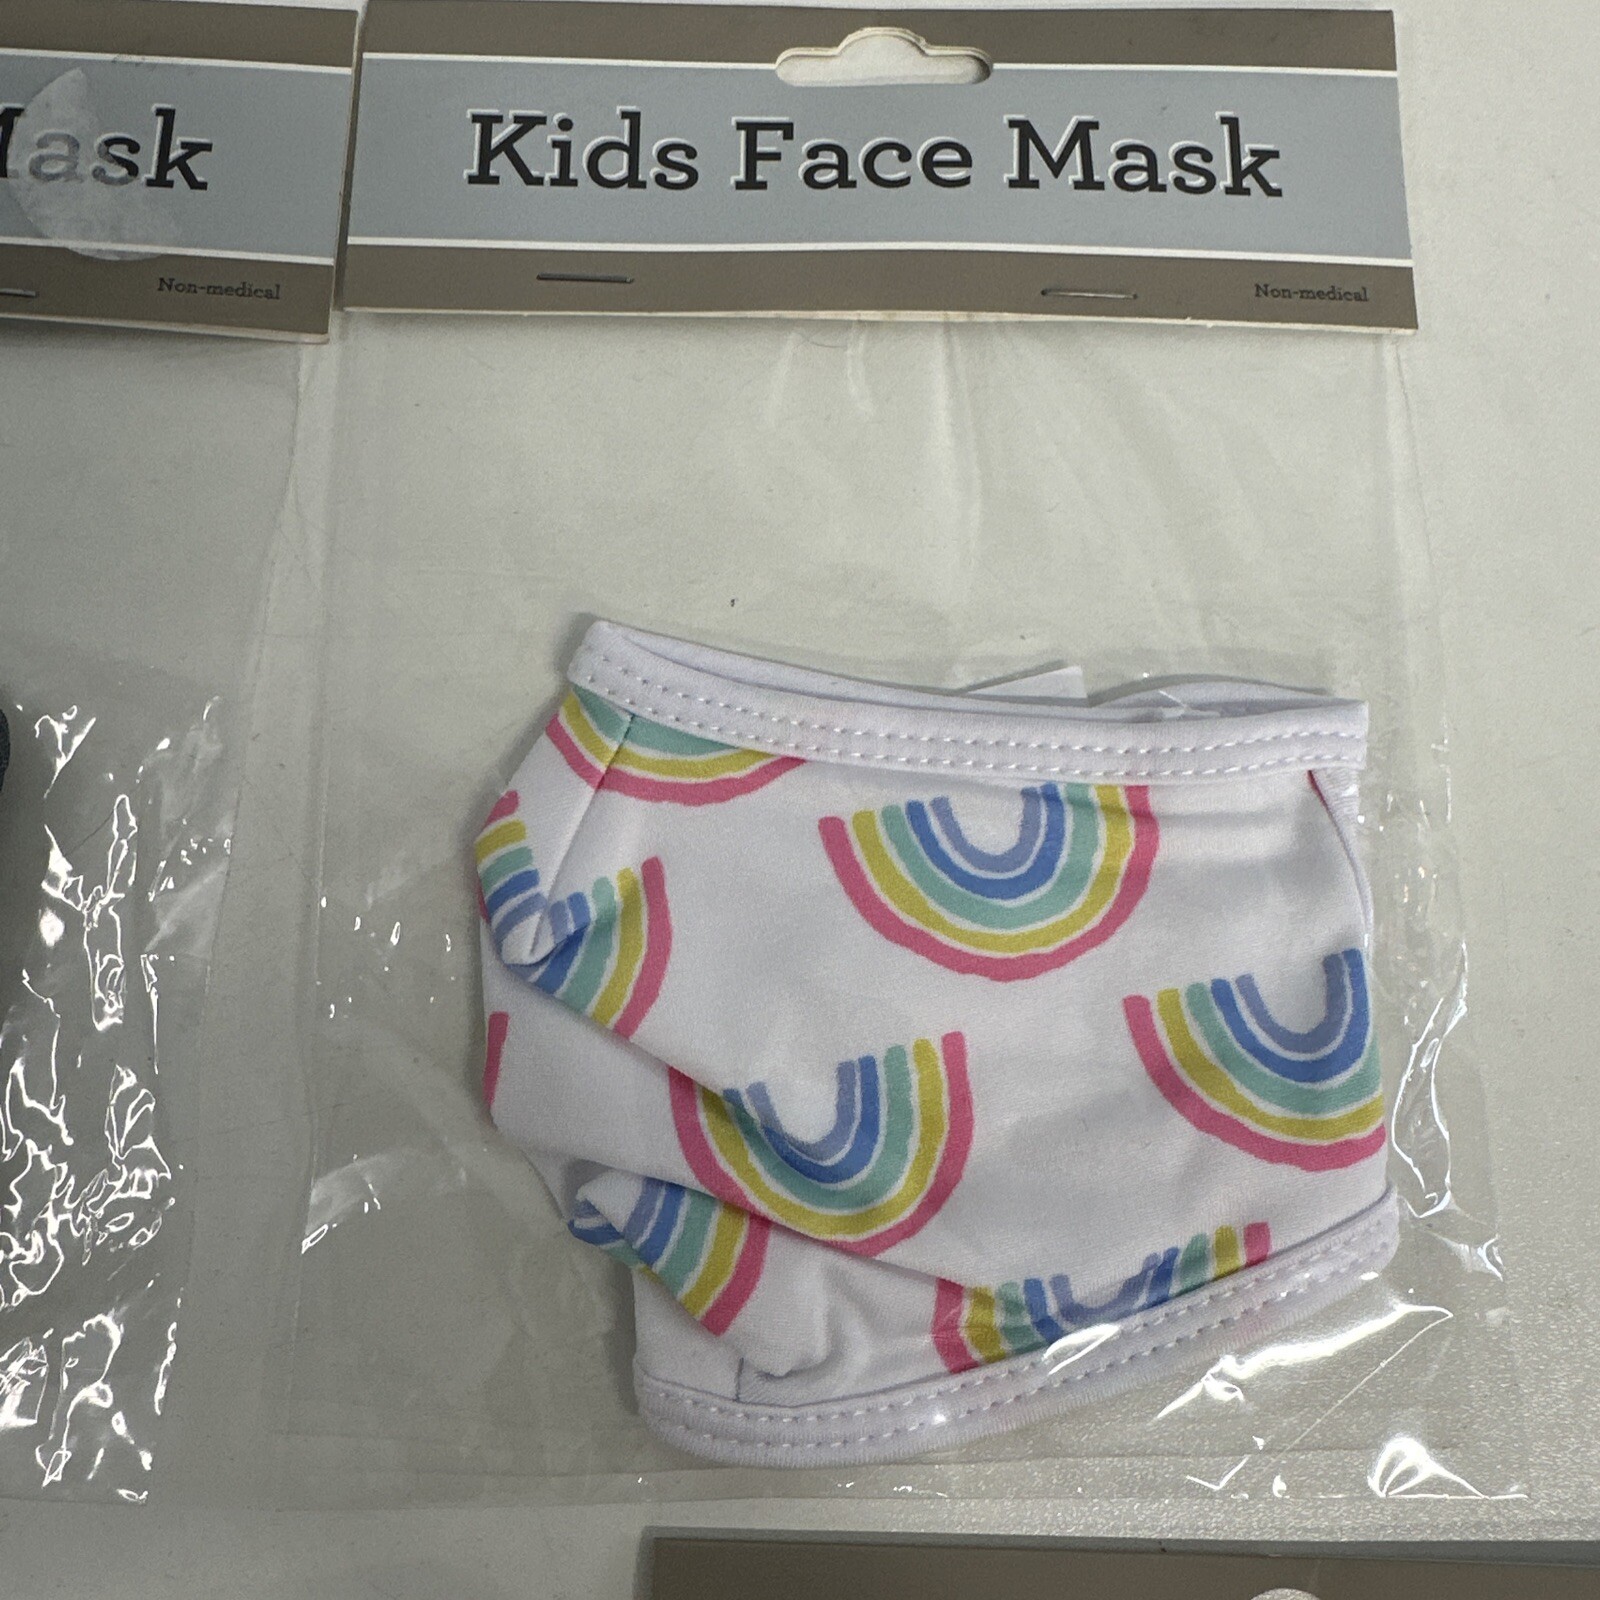 Mask
Non-medical
Kids Face Mask
Non-medical